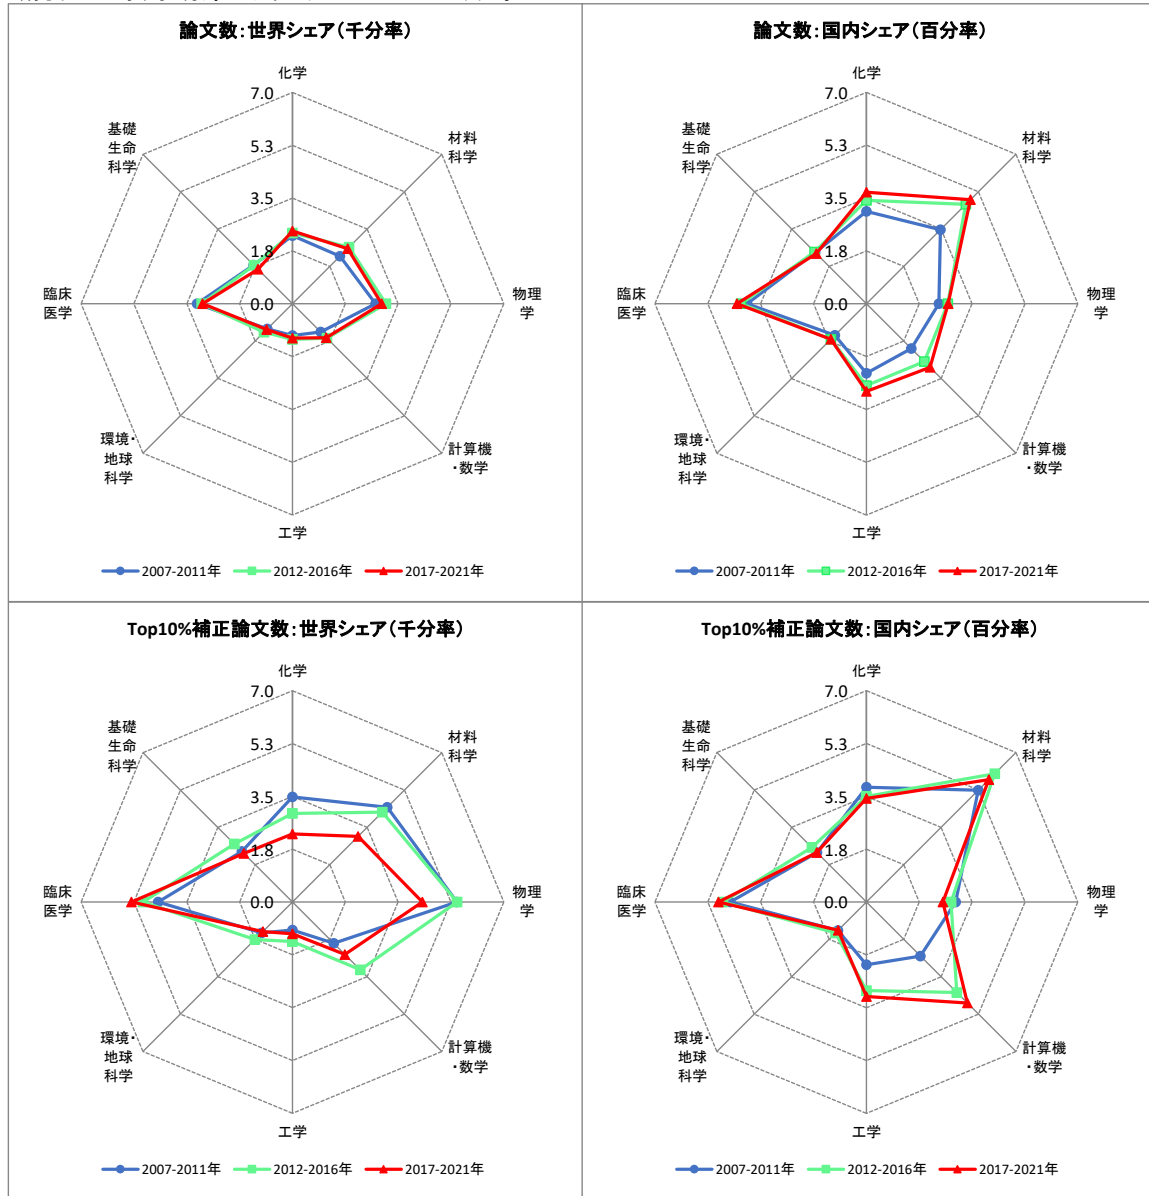 論文数：世界シェア（千分率）
化学
7.0
5.3
3.5
1.8
0.0
材料
科学
物理
学
計算機
・数学
工学
環境・
地球
科学
臨床
医学
基礎
生命
科学
2007-2011年
2012-2016年
2017-2021年
論文数：国内シェア（百分率）
化学
7.0
5.3
3.5
1.8
0.0
材料
科学
物理
学
計算機
・数学
工学
環境・
地球
科学
臨床
医学
基礎
生命
科学
2007-2011年
2012-2016年
2017-2021年
Top10%補正論文数：世界シェア（千分率）
化学
7.0
5.3
3.5
1.8
0.0
材料
科学
物理
学
計算機
・数学
工学
環境・
地球
科学
臨床
医学
基礎
生命
科学
2007-2011年
2012-2016年
2017-2021年
Top10%補正論文数：国内シェア（百分率）
化学
7.0
5.3
3.5
1.8
0.0
材料
科学
物理
学
計算機
・数学
工学
環境・
地球
科学
臨床
医学
基礎
生命
科学
2007-2011年
2012-2016年
2017-2021年